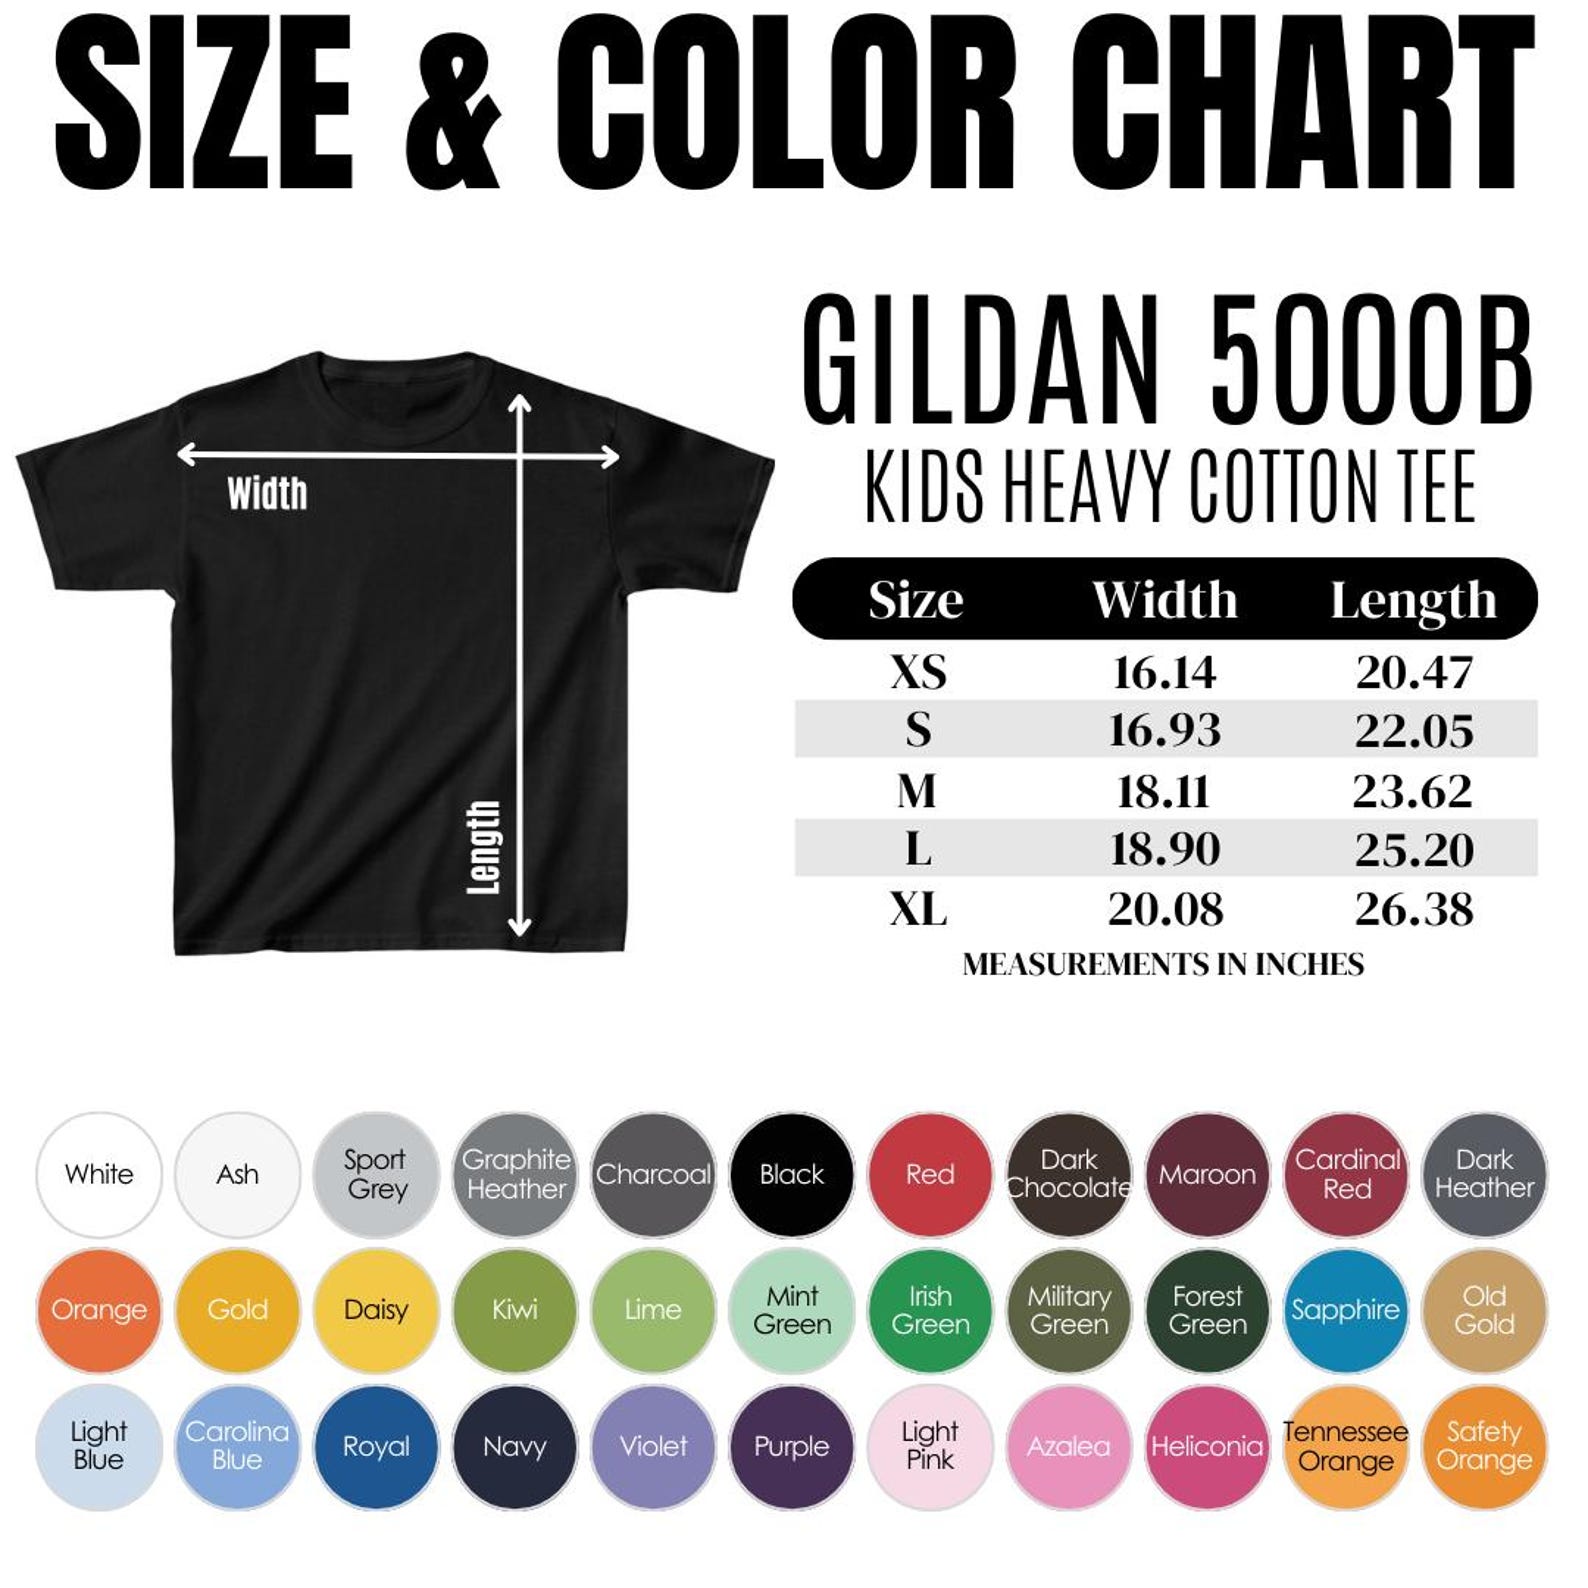 SIZE & COLOR CHART
GILDAN 5000B
KIDS HEAVY COTTON TEE
Width
Length
Size Width Length
XS 16.14 20.47
S 16.93 22.05
M 18.11 23.62
L 18.90 25.20
XL 20.08 26.38
MEASUREMENTS IN INCHES
White
Ash
Sport
Grey
Graphite
Heather
Charcoal
Black
Red
Dark
Chocolate
Maroon
Cardinal
Red
Dark
Heather
Orange
Gold
Daisy
Kiwi
Lime
Mint
Green
Irish
Green
Military
Green
Forest
Green
Sapphire
Old
Gold
Light
Blue
Carolina
Blue
Royal
Navy
Violet
Purple
Light
Pink
Azalea
Heliconia
Tennessee
Orange
Safety
Orange